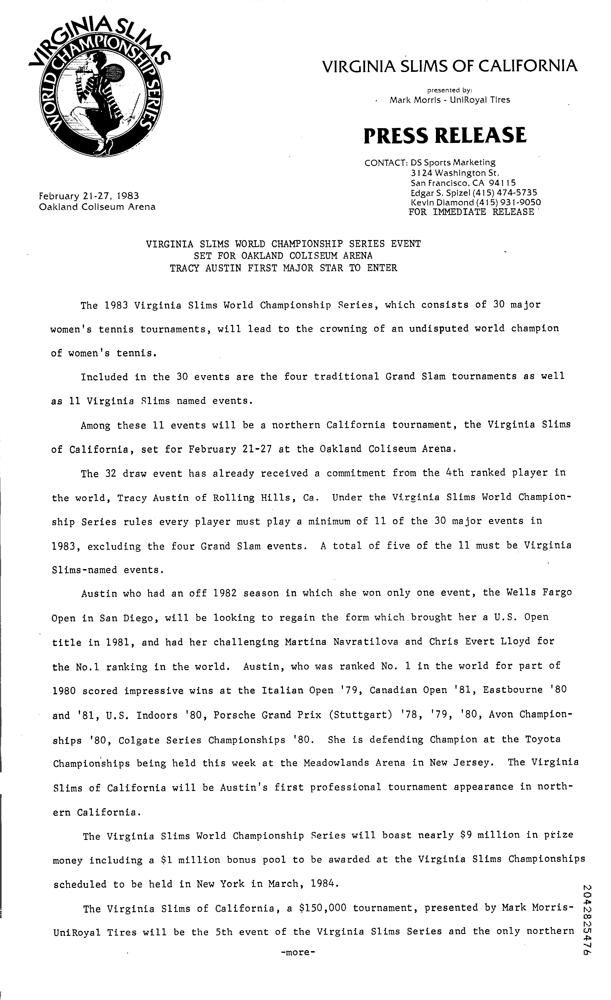 VIRGINIA SLIMS
WORLD CHAMPIONSHIP SERIES
VIRGINIA SLIMS OF CALIFORNIA
presented by:
Mark Morris - UniRoyal Tires
PRESS RELEASE
CONTACT: DS Sports Marketing
3124 Washington St.
San Francisco, CA 94115
Edgar S. Spizel (415) 474-5735
Kevin Diamond (415) 931-9050
FOR IMMEDIATE RELEASE
February 21-27, 1983
Oakland Coliseum Arena
VIRGINIA SLIMS WORLD CHAMPIONSHIP SERIES EVENT
SET FOR OAKLAND COLISEUM ARENA
TRACY AUSTIN FIRST MAJOR STAR TO ENTER
The 1983 Virginia Slims World Championship Series, which consists of 30 major
women's tennis tournaments, will lead to the crowning of an undisputed world champion
of women's tennis.
Included in the 30 events are the four traditional Grand Slam tournaments as well
as 11 Virginia Slims named events.
Among these 11 events will be a northern California tournament, the Virginia Slims
of California, set for February 21-27 at the Oakland Coliseum Arena.
The 32 draw event has already received a commitment from the 4th ranked player in
the world, Tracy Austin of Rolling Hills, Ca. Under the Virginia Slims World Champion-
ship Series rules every player must play a minimum of 11 of the 30 major events in
1983, excluding the four Grand Slam events. A total of five of the 11 must be Virginia
Slims-named events.
Austin who had an off 1982 season in which she won only one event, the Wells Fargo
Open in San Diego, will be looking to regain the form which brought her a U.S. Open
title in 1981, and had her challenging Martina Navratilova and Chris Evert Lloyd for
the No.1 ranking in the world. Austin, who was ranked No. 1 in the world for part of
1980 scored impressive wins at the Italian Open '79, Canadian Open '81, Eastbourne '80
and '81, U.S. Indoors '80, Porsche Grand Prix (Stuttgart) '78, '79, '80, Avon Champion-
ships '80, Colgate Series Championships '80. She is defending Champion at the Toyota
Championships being held this week at the Meadowlands Arena in New Jersey. The Virginia
Slims of California will be Austin's first professional tournament appearance in north-
ern California.
The Virginia Slims World Championship Series will boast nearly $9 million in prize
money including a $1 million bonus pool to be awarded at the Virginia Slims Championships
scheduled to be held in New York in March, 1984.
The Virginia Slims of California, a $150,000 tournament, presented by Mark Morris-
UniRoyal Tires will be the 5th event of the Virginia Slims Series and the only northern
-more-
2042825476